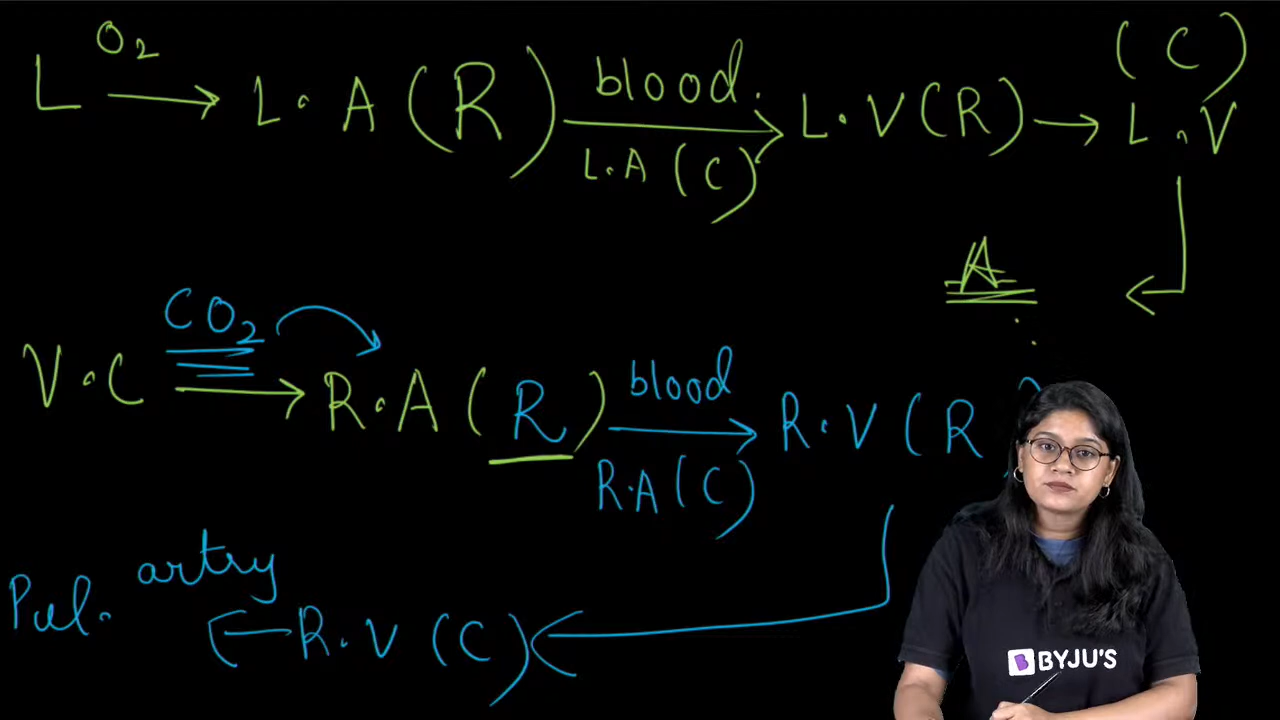 L O2 → L.A (R) blood. L.A (C) → L.V (R) → (C) L.V
A
V.C CO2 → R.A (R) blood R.A (C) → R.V (R
Pul. artry ← R.V (C) ←
BYJU'S